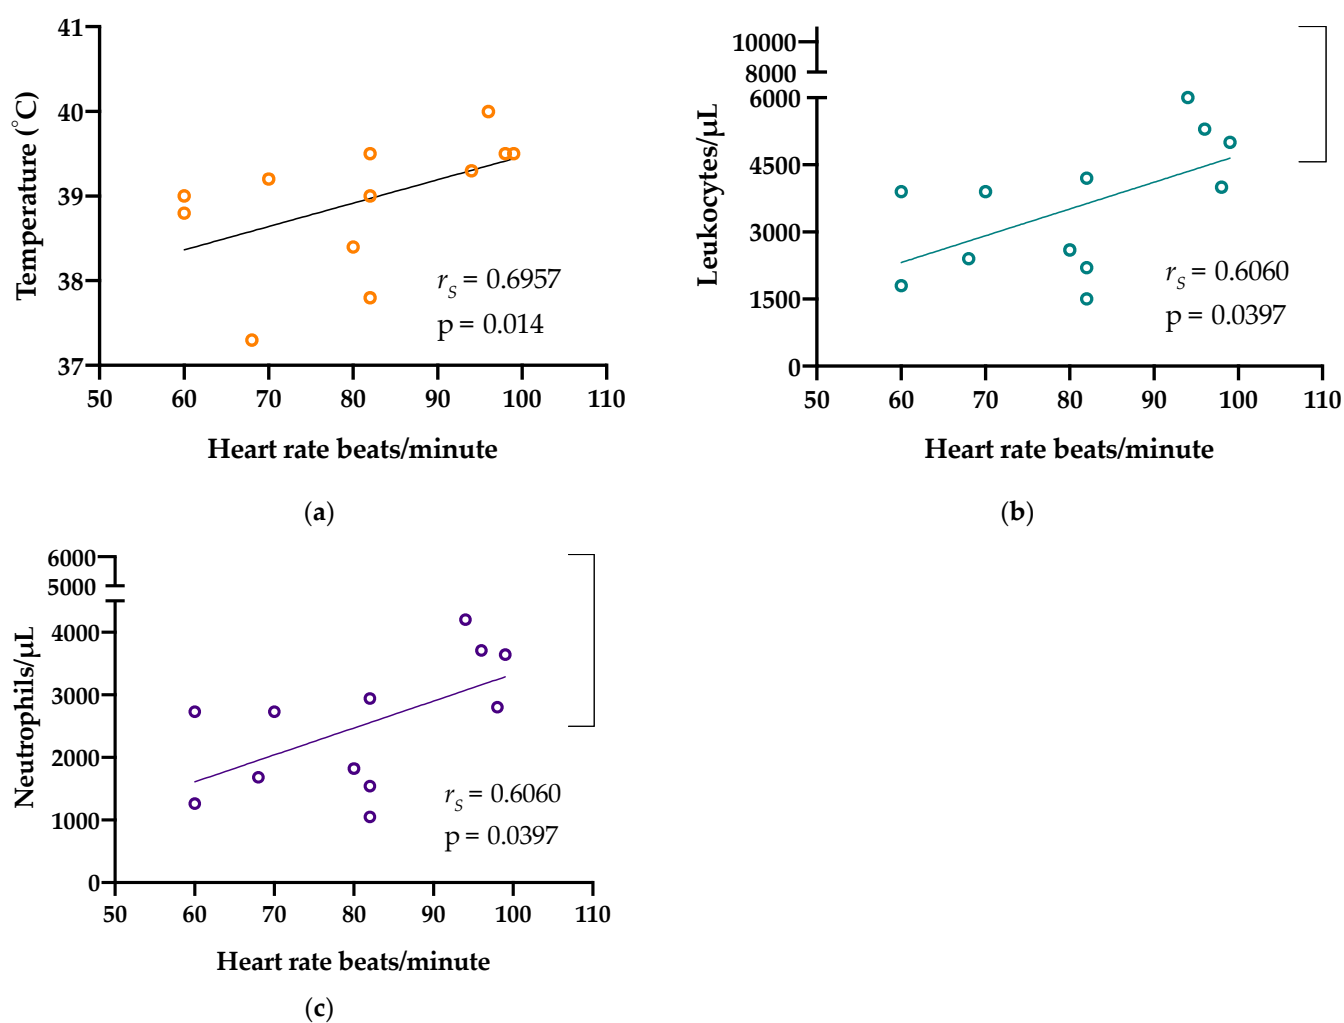 41
40
39
38
37
Temperature (°C)
r_S = 0.6957
p = 0.014
50 60 70 80 90 100 110
Heart rate beats/minute
(a)
10000
8000
6000
4500
3000
1500
0
Leukocytes/μL
r_S = 0.6060
p = 0.0397
50 60 70 80 90 100 110
Heart rate beats/minute
(b)
6000
5000
4000
3000
2000
1000
0
Neutrophils/μL
r_S = 0.6060
p = 0.0397
50 60 70 80 90 100 110
Heart rate beats/minute
(c)